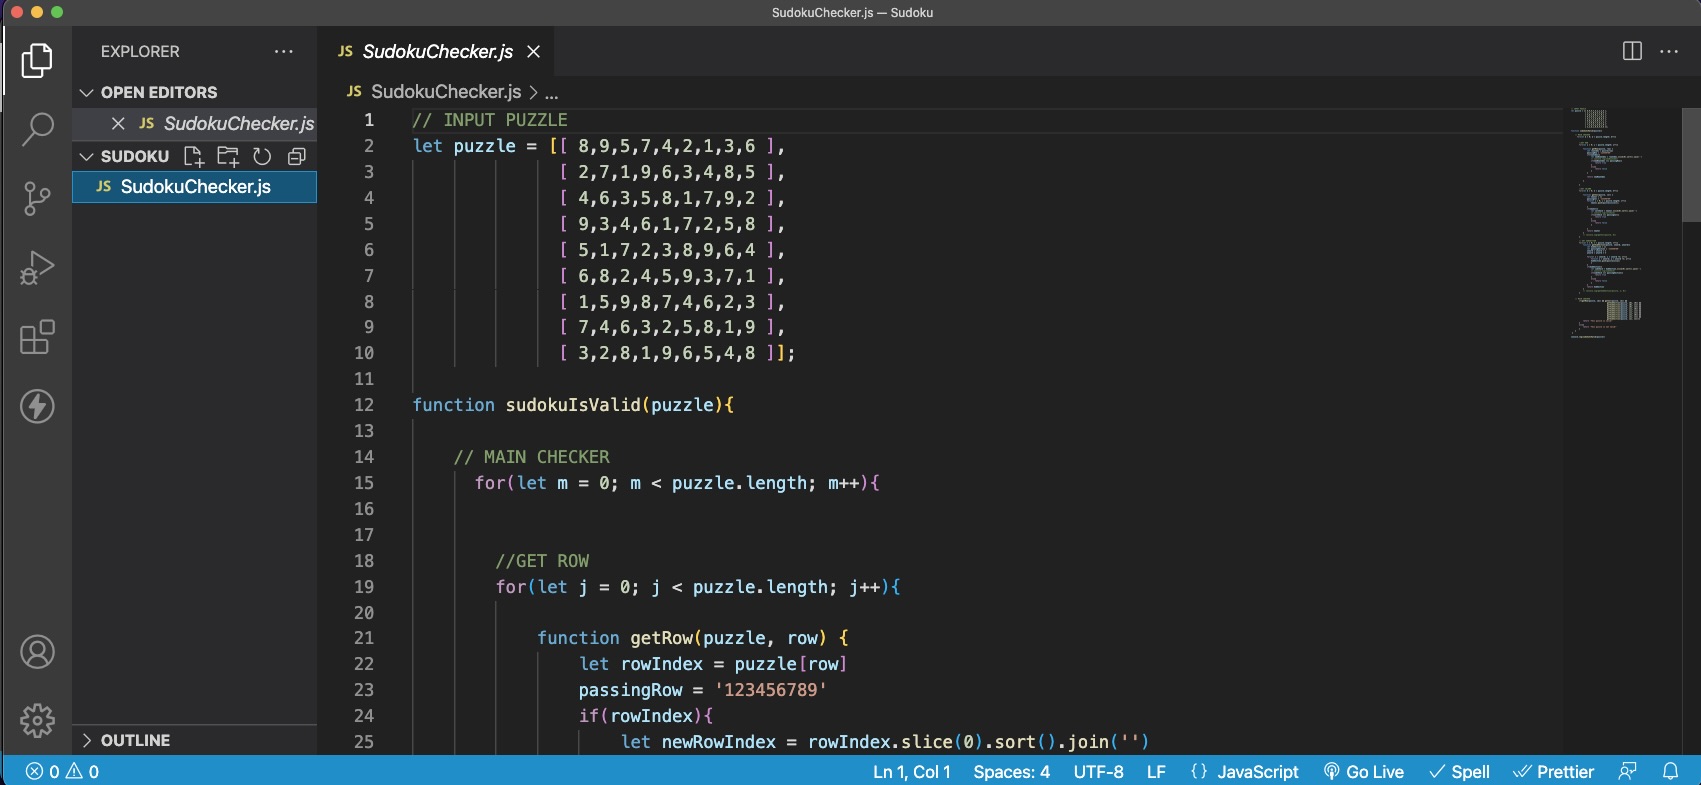 SudokuChecker.js — Sudoku
EXPLORER
OPEN EDITORS
JS SudokuChecker.js
SUDOKU
JS SudokuChecker.js
OUTLINE
JS SudokuChecker.js
JS SudokuChecker.js > ...
1 // INPUT PUZZLE
2 let puzzle = [[ 8,9,5,7,4,2,1,3,6 ],
3 [ 2,7,1,9,6,3,4,8,5 ],
4 [ 4,6,3,5,8,1,7,9,2 ],
5 [ 9,3,4,6,1,7,2,5,8 ],
6 [ 5,1,7,2,3,8,9,6,4 ],
7 [ 6,8,2,4,5,9,3,7,1 ],
8 [ 1,5,9,8,7,4,6,2,3 ],
9 [ 7,4,6,3,2,5,8,1,9 ],
10 [ 3,2,8,1,9,6,5,4,8 ]];
11
12 function sudokuIsValid(puzzle){
13
14 // MAIN CHECKER
15 for(let m = 0; m < puzzle.length; m++){
16
17
18 //GET ROW
19 for(let j = 0; j < puzzle.length; j++){
20
21 function getRow(puzzle, row) {
22 let rowIndex = puzzle[row]
23 passingRow = '123456789'
24 if(rowIndex){
25 let newRowIndex = rowIndex.slice(0).sort().join('')
0 0
Ln 1, Col 1 Spaces: 4 UTF-8 LF {} JavaScript Go Live Spell Prettier